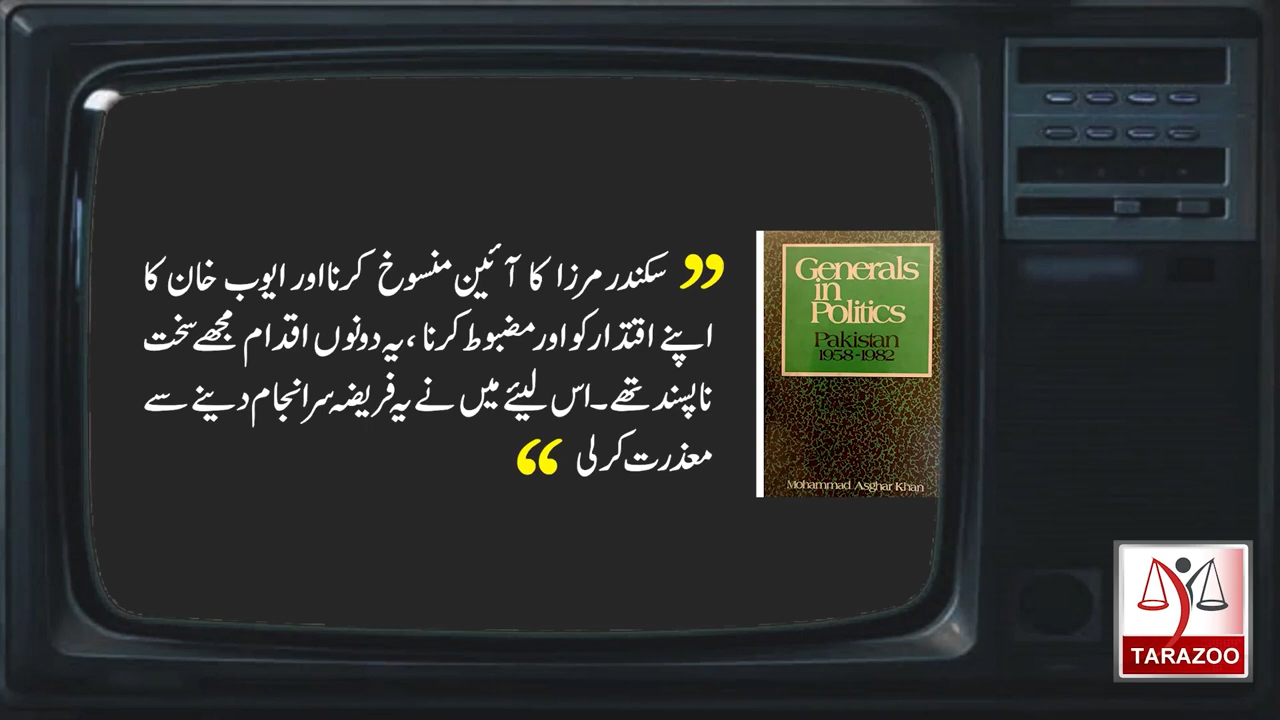 ”سکندر مرزا کا آئین منسوخ کرنا اور ایوب خان کا
اپنے اقتدار کو اور مضبوط کرنا ، یہ دونوں اقدام مجھے سخت
ناپسند تھے۔ اس لیئے میں نے یہ فریضہ سرانجام دینے سے
معذرت کرلی “
Generals
in
Politics
Pakistan
1958-1982
Mohammad Asghar Khan
TARAZOO